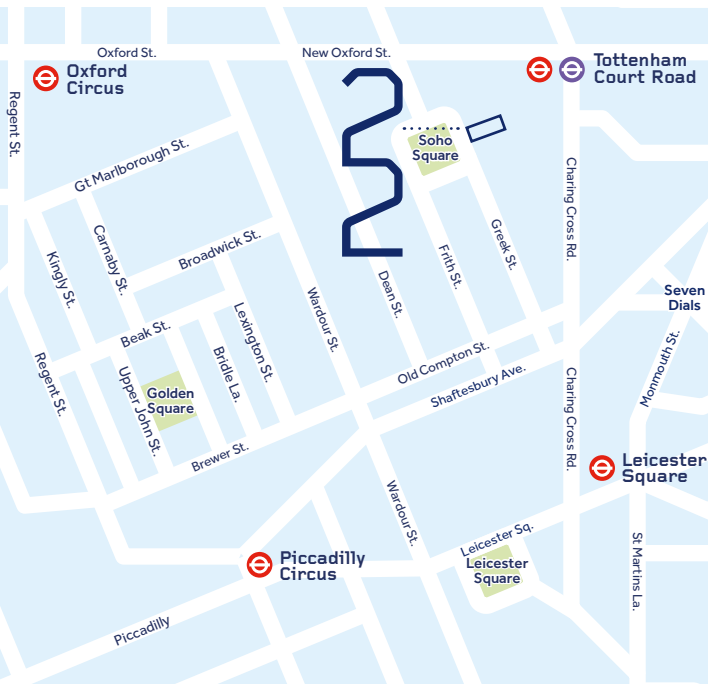 Oxford St.
New Oxford St.
Oxford
Circus
Tottenham
Court Road
Regent St.
Gt Marlborough St.
Soho
Square
Charing Cross Rd.
Kingly St.
Carnaby St.
Broadwick St.
Greek St.
Frith St.
Dean St.
Wardour St.
Seven
Dials
Beak St.
Lexington St.
Regent St.
Bridle La.
Upper John St.
Golden
Square
Old Compton St.
Shaftesbury Ave.
Monmouth St.
Charing Cross Rd.
Brewer St.
Leicester
Square
Wardour St.
Leicester Sq.
Leicester
Square
St Martins La.
Piccadilly
Circus
Piccadilly